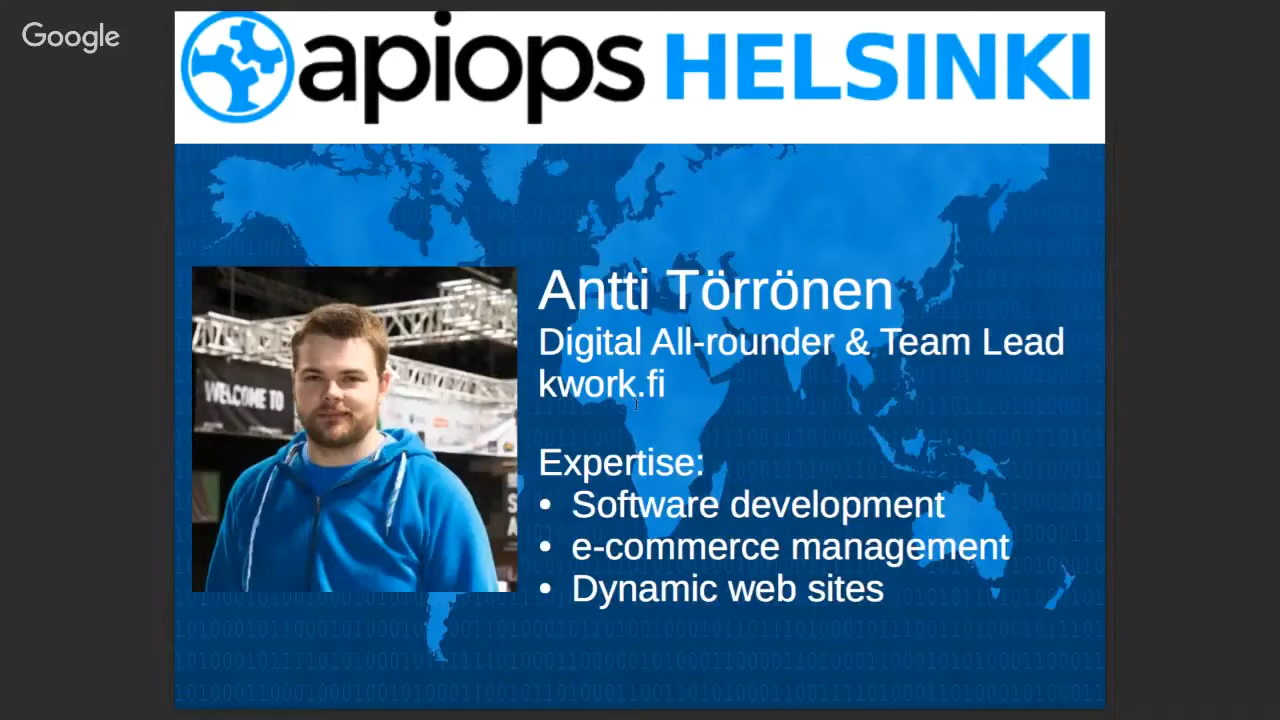 Google
apiops HELSINKI
Antti Törrönen
Digital All-rounder & Team Lead
kwork.fi
WELCOME TO
Expertise:
• Software development
• e-commerce management
• Dynamic web sites